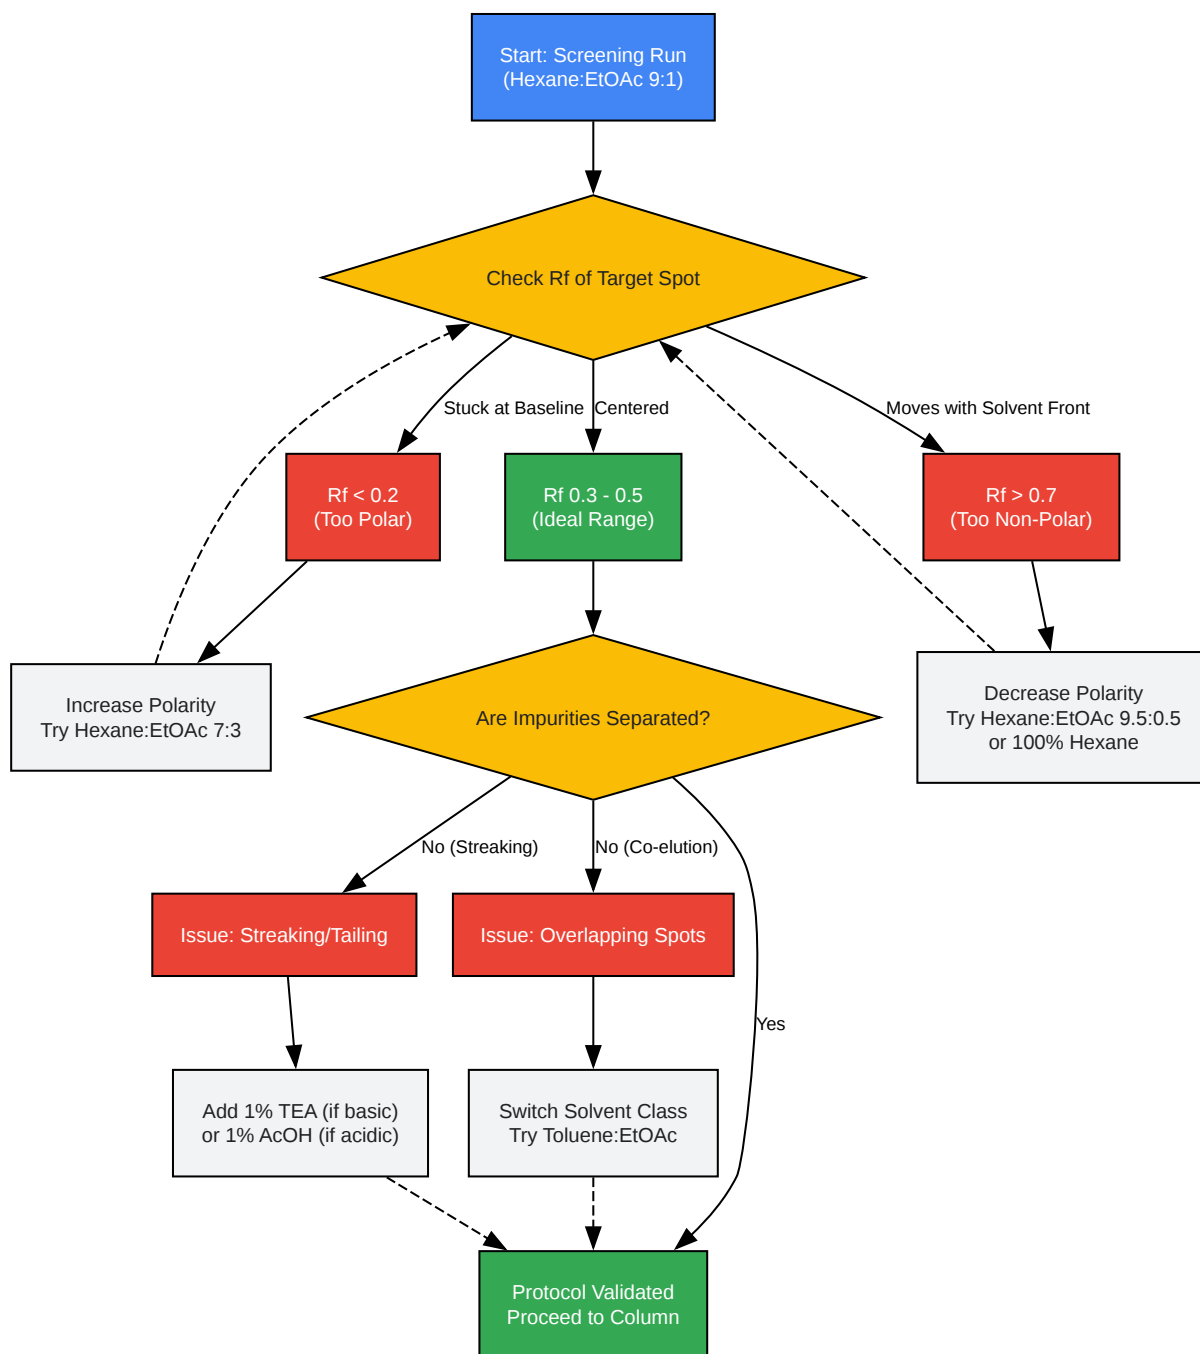 Start: Screening Run
(Hexane:EtOAc 9:1)
Check Rf of Target Spot
Stuck at Baseline
Centered
Moves with Solvent Front
Rf < 0.2
(Too Polar)
Rf 0.3 - 0.5
(Ideal Range)
Rf > 0.7
(Too Non-Polar)
Increase Polarity
Try Hexane:EtOAc 7:3
Are Impurities Separated?
Decrease Polarity
Try Hexane:EtOAc 9.5:0.5
or 100% Hexane
No (Streaking)
No (Co-elution)
Issue: Streaking/Tailing
Issue: Overlapping Spots
Yes
Add 1% TEA (if basic)
or 1% AcOH (if acidic)
Switch Solvent Class
Try Toluene:EtOAc
Protocol Validated
Proceed to Column